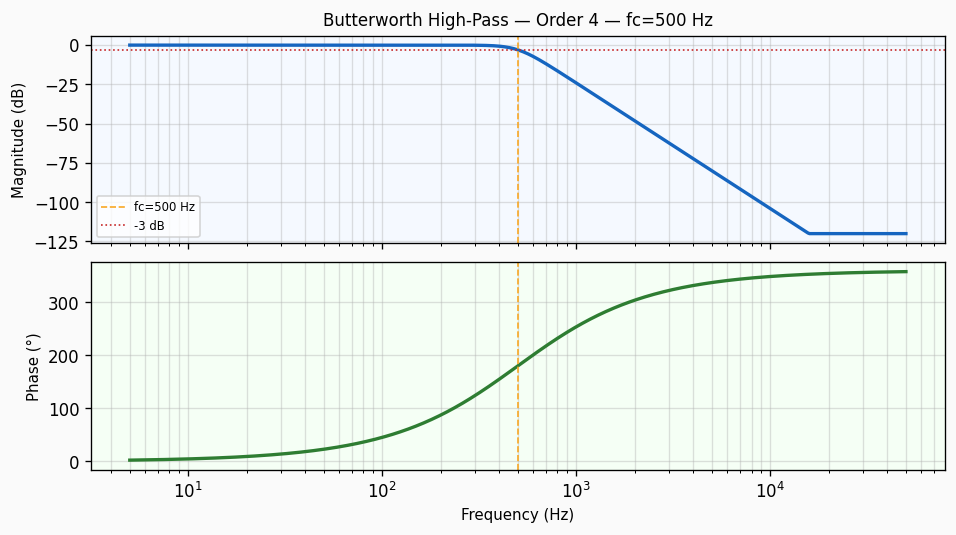 Butterworth High-Pass — Order 4 — fc=500 Hz
Magnitude (dB)
0
−25
−50
−75
−100
−125
fc=500 Hz
-3 dB
Phase (°)
300
200
100
0
10¹ 10² 10³ 10⁴
Frequency (Hz)